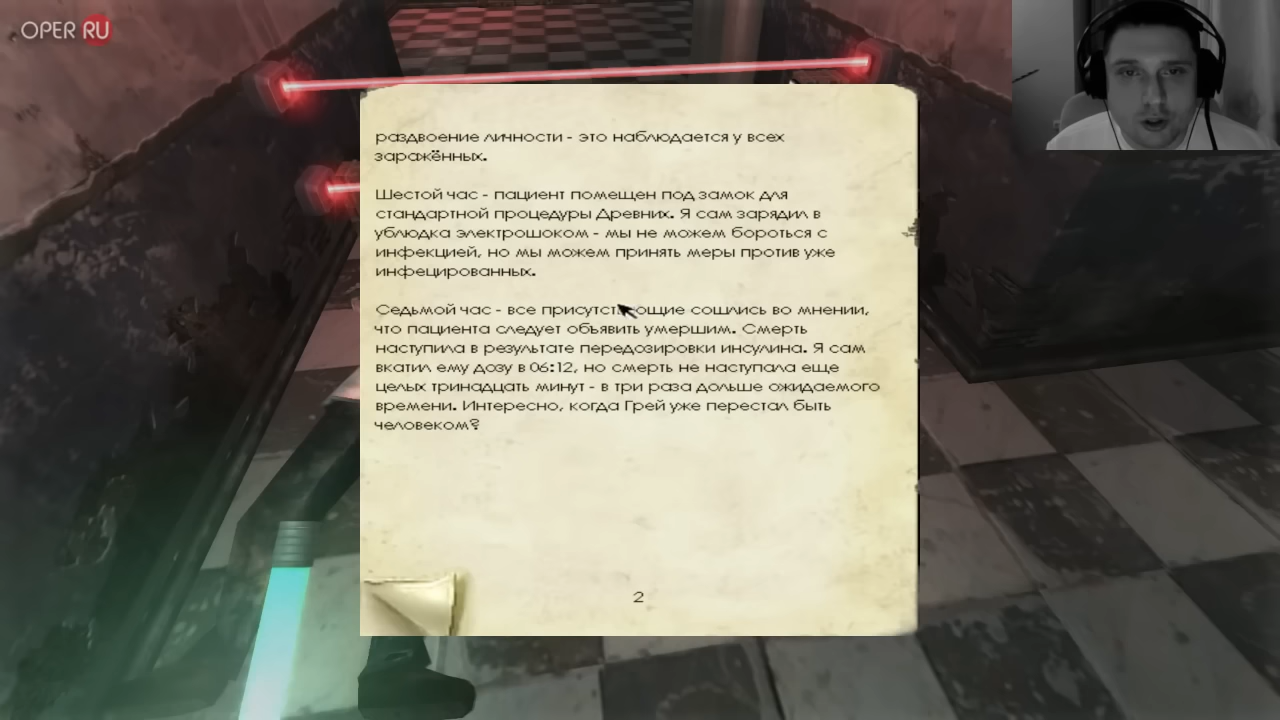 OPER RU
раздвоение личности - это наблюдается у всех
заражённых.
Шестой час - пациент помещен под замок для
стандартной процедуры Древних. Я сам зарядил в
ублюдка электрошоком - мы не можем бороться с
инфекцией, но мы можем принять меры против уже
инфецированных.
Седьмой час - все присутствующие сошлись во мнении,
что пациента следует объявить умершим. Смерть
наступила в результате передозировки инсулина. Я сам
вкатил ему дозу в 06:12, но смерть не наступала еще
целых тринадцать минут - в три раза дольше ожидаемого
времени. Интересно, когда Грей уже перестал быть
человеком?
2